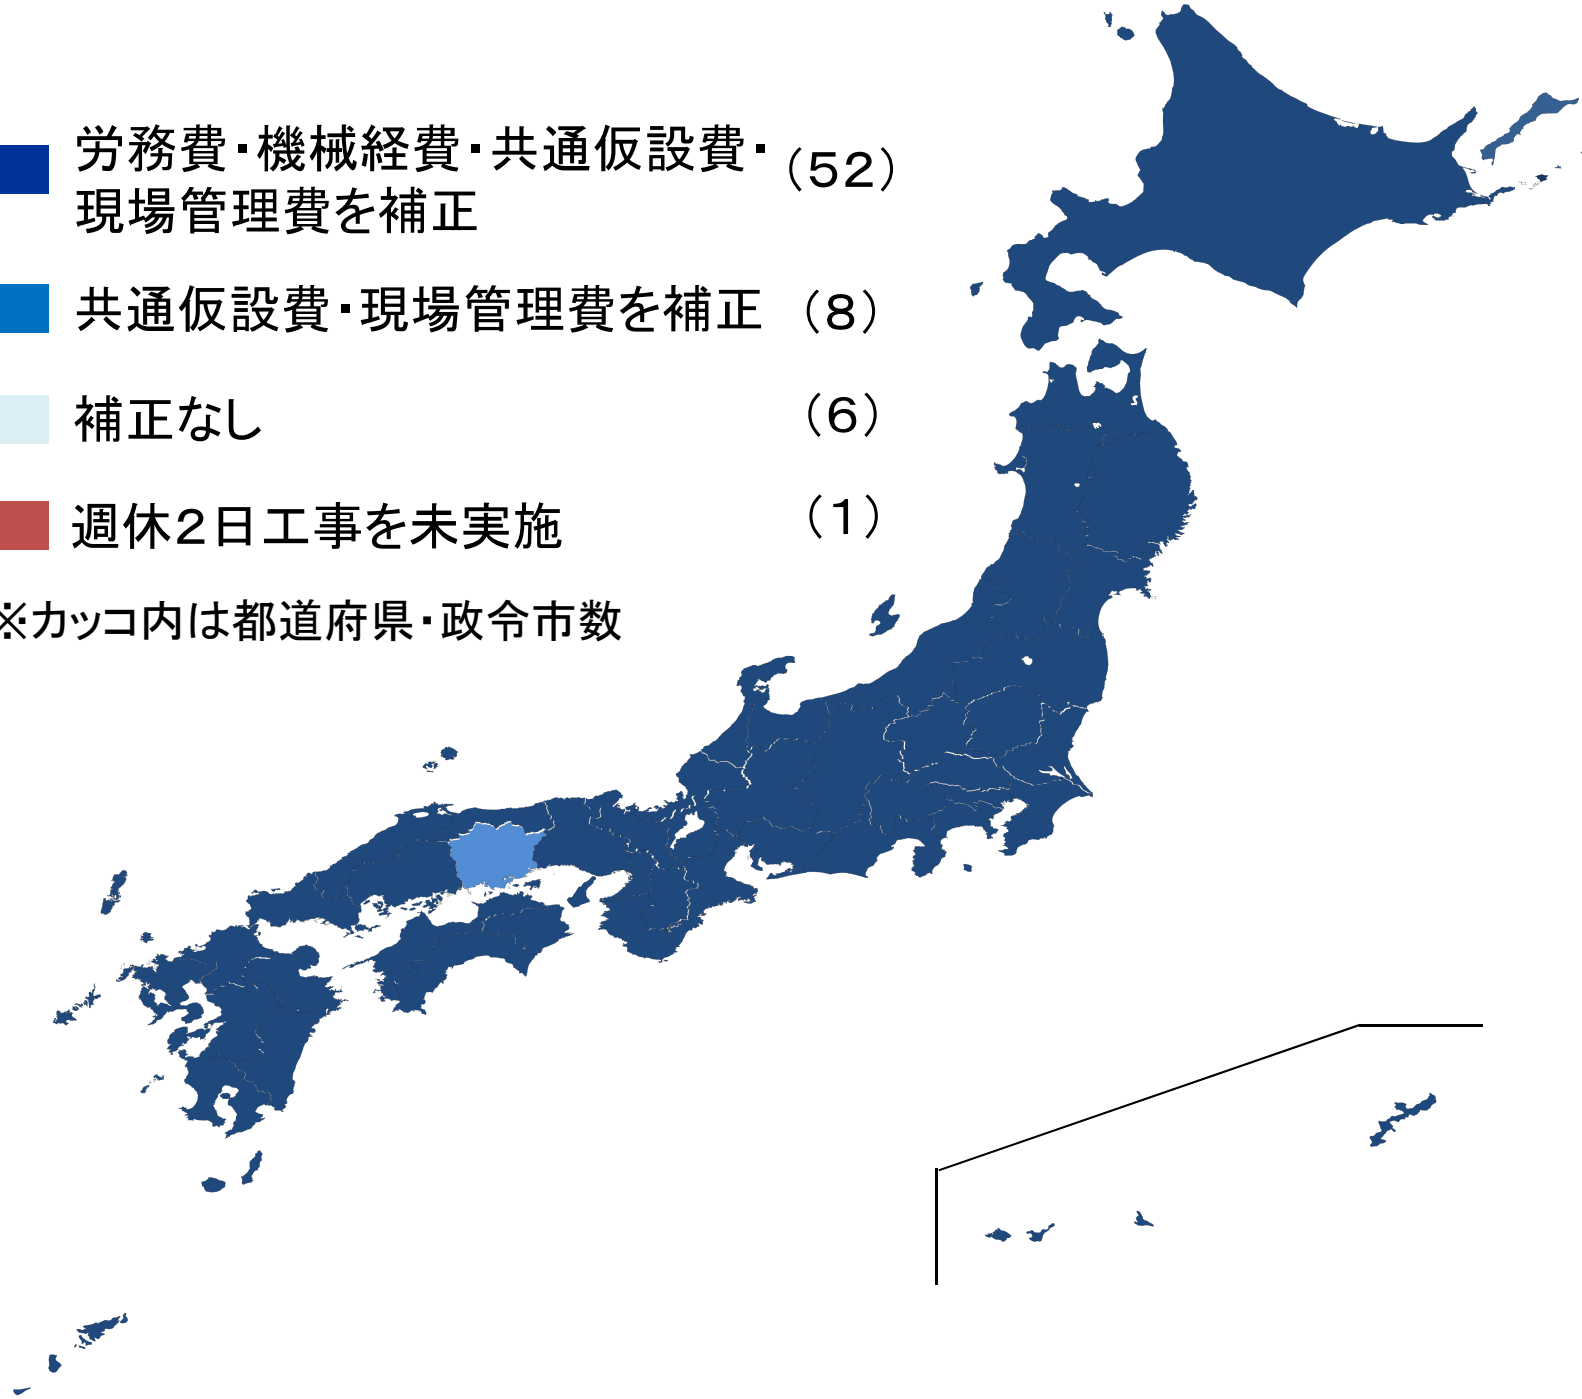 労務費・機械経費・共通仮設費・
現場管理費を補正
（52）
共通仮設費・現場管理費を補正（８）
補正なし（６）
週休２日工事を未実施（１）
※カッコ内は都道府県・政令市数